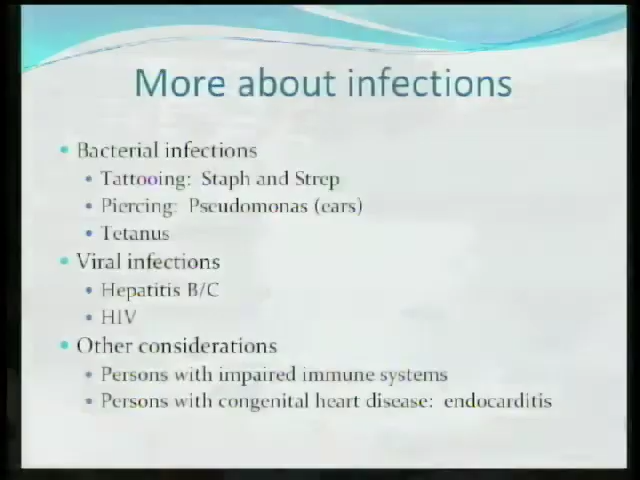 More about infections
• Bacterial infections
• Tattooing: Staph and Strep
• Piercing: Pseudomonas (ears)
• Tetanus
• Viral infections
• Hepatitis B/C
• HIV
• Other considerations
• Persons with impaired immune systems
• Persons with congenital heart disease: endocarditis